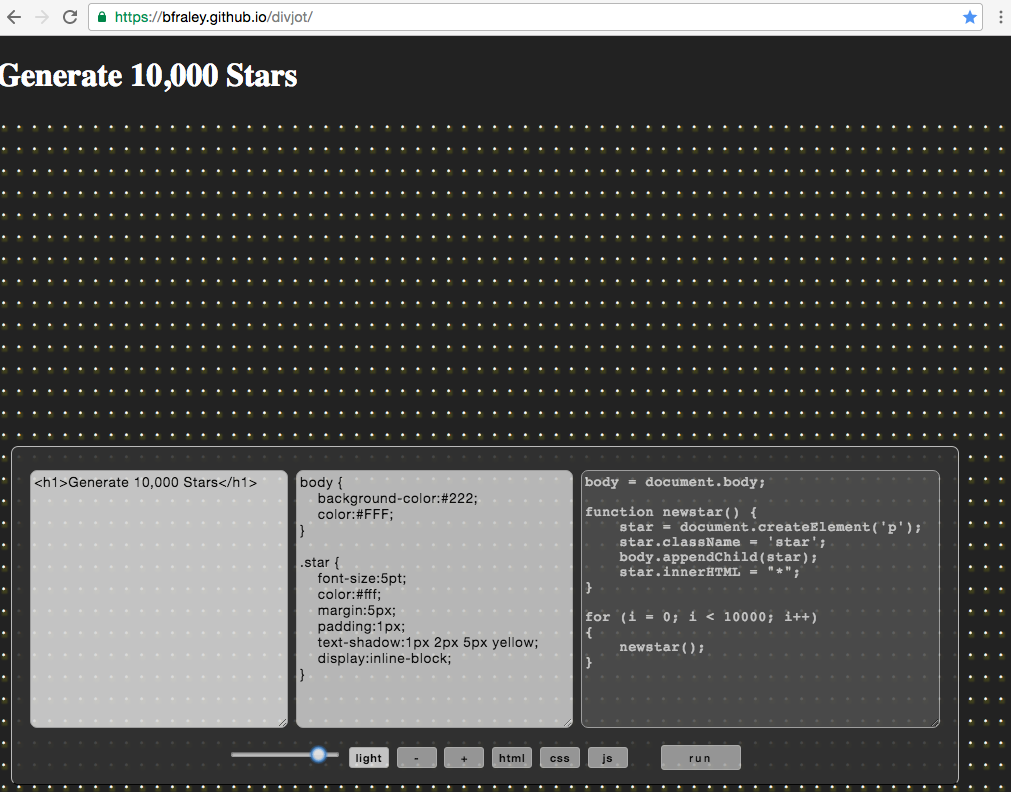 https://bfraley.github.io/divjot/
Generate 10,000 Stars
<h1>Generate 10,000 Stars</h1>
body {
    background-color:#222;
    color:#FFF;
}
.star {
    font-size:5pt;
    color:#fff;
    margin:5px;
    padding:1px;
    text-shadow:1px 2px 5px yellow;
    display:inline-block;
}
body = document.body;
function newstar() {
    star = document.createElement('p');
    star.className = 'star';
    body.appendChild(star);
    star.innerHTML = "*";
}
for (i = 0; i < 10000; i++)
{
    newstar();
}
light - + html css js run